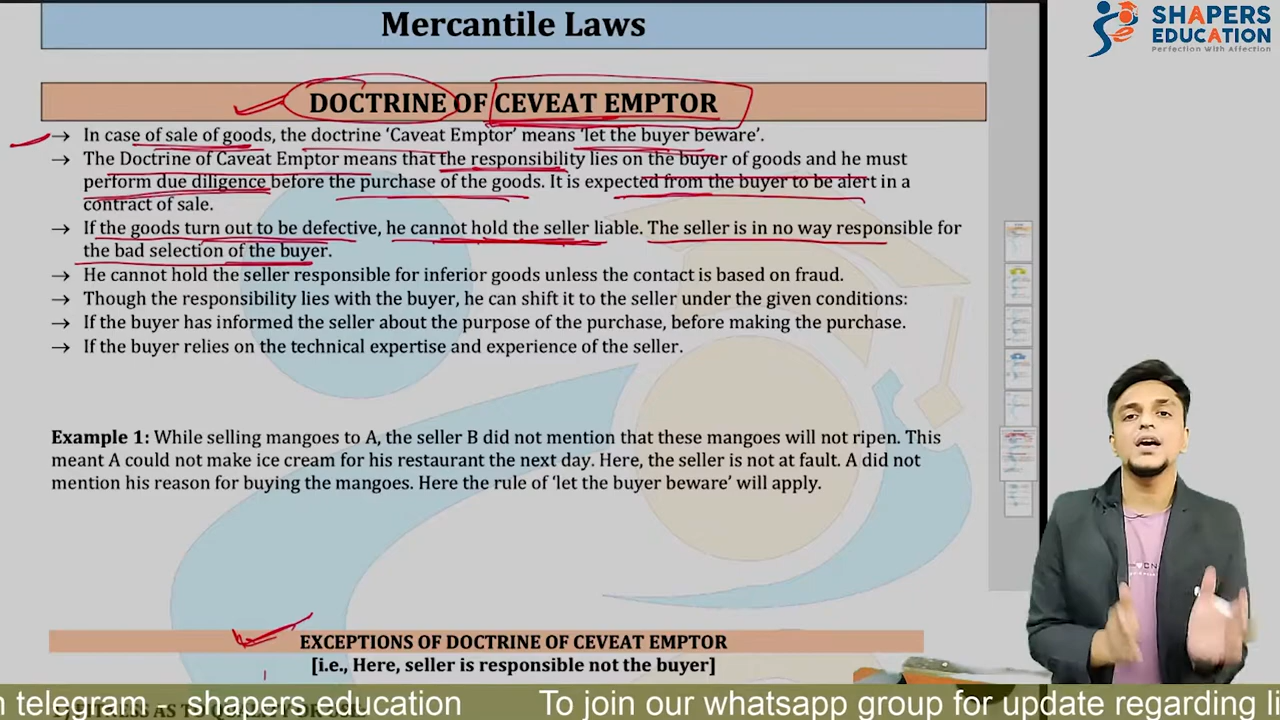 Mercantile Laws
SHAPERS
EDUCATION
Perfection With Affection
DOCTRINE OF CEVEAT EMPTOR
→ In case of sale of goods, the doctrine ‘Caveat Emptor’ means ‘let the buyer beware’.
→ The Doctrine of Caveat Emptor means that the responsibility lies on the buyer of goods and he must
perform due diligence before the purchase of the goods. It is expected from the buyer to be alert in a
contract of sale.
→ If the goods turn out to be defective, he cannot hold the seller liable. The seller is in no way responsible for
the bad selection of the buyer.
→ He cannot hold the seller responsible for inferior goods unless the contact is based on fraud.
→ Though the responsibility lies with the buyer, he can shift it to the seller under the given conditions:
→ If the buyer has informed the seller about the purpose of the purchase, before making the purchase.
→ If the buyer relies on the technical expertise and experience of the seller.
Example 1: While selling mangoes to A, the seller B did not mention that these mangoes will not ripen. This
meant A could not make ice cream for his restaurant the next day. Here, the seller is not at fault. A did not
mention his reason for buying the mangoes. Here the rule of ‘let the buyer beware’ will apply.
EXCEPTIONS OF DOCTRINE OF CEVEAT EMPTOR
[i.e., Here, seller is responsible not the buyer]
n telegram - shapers education To join our whatsapp group for update regarding li